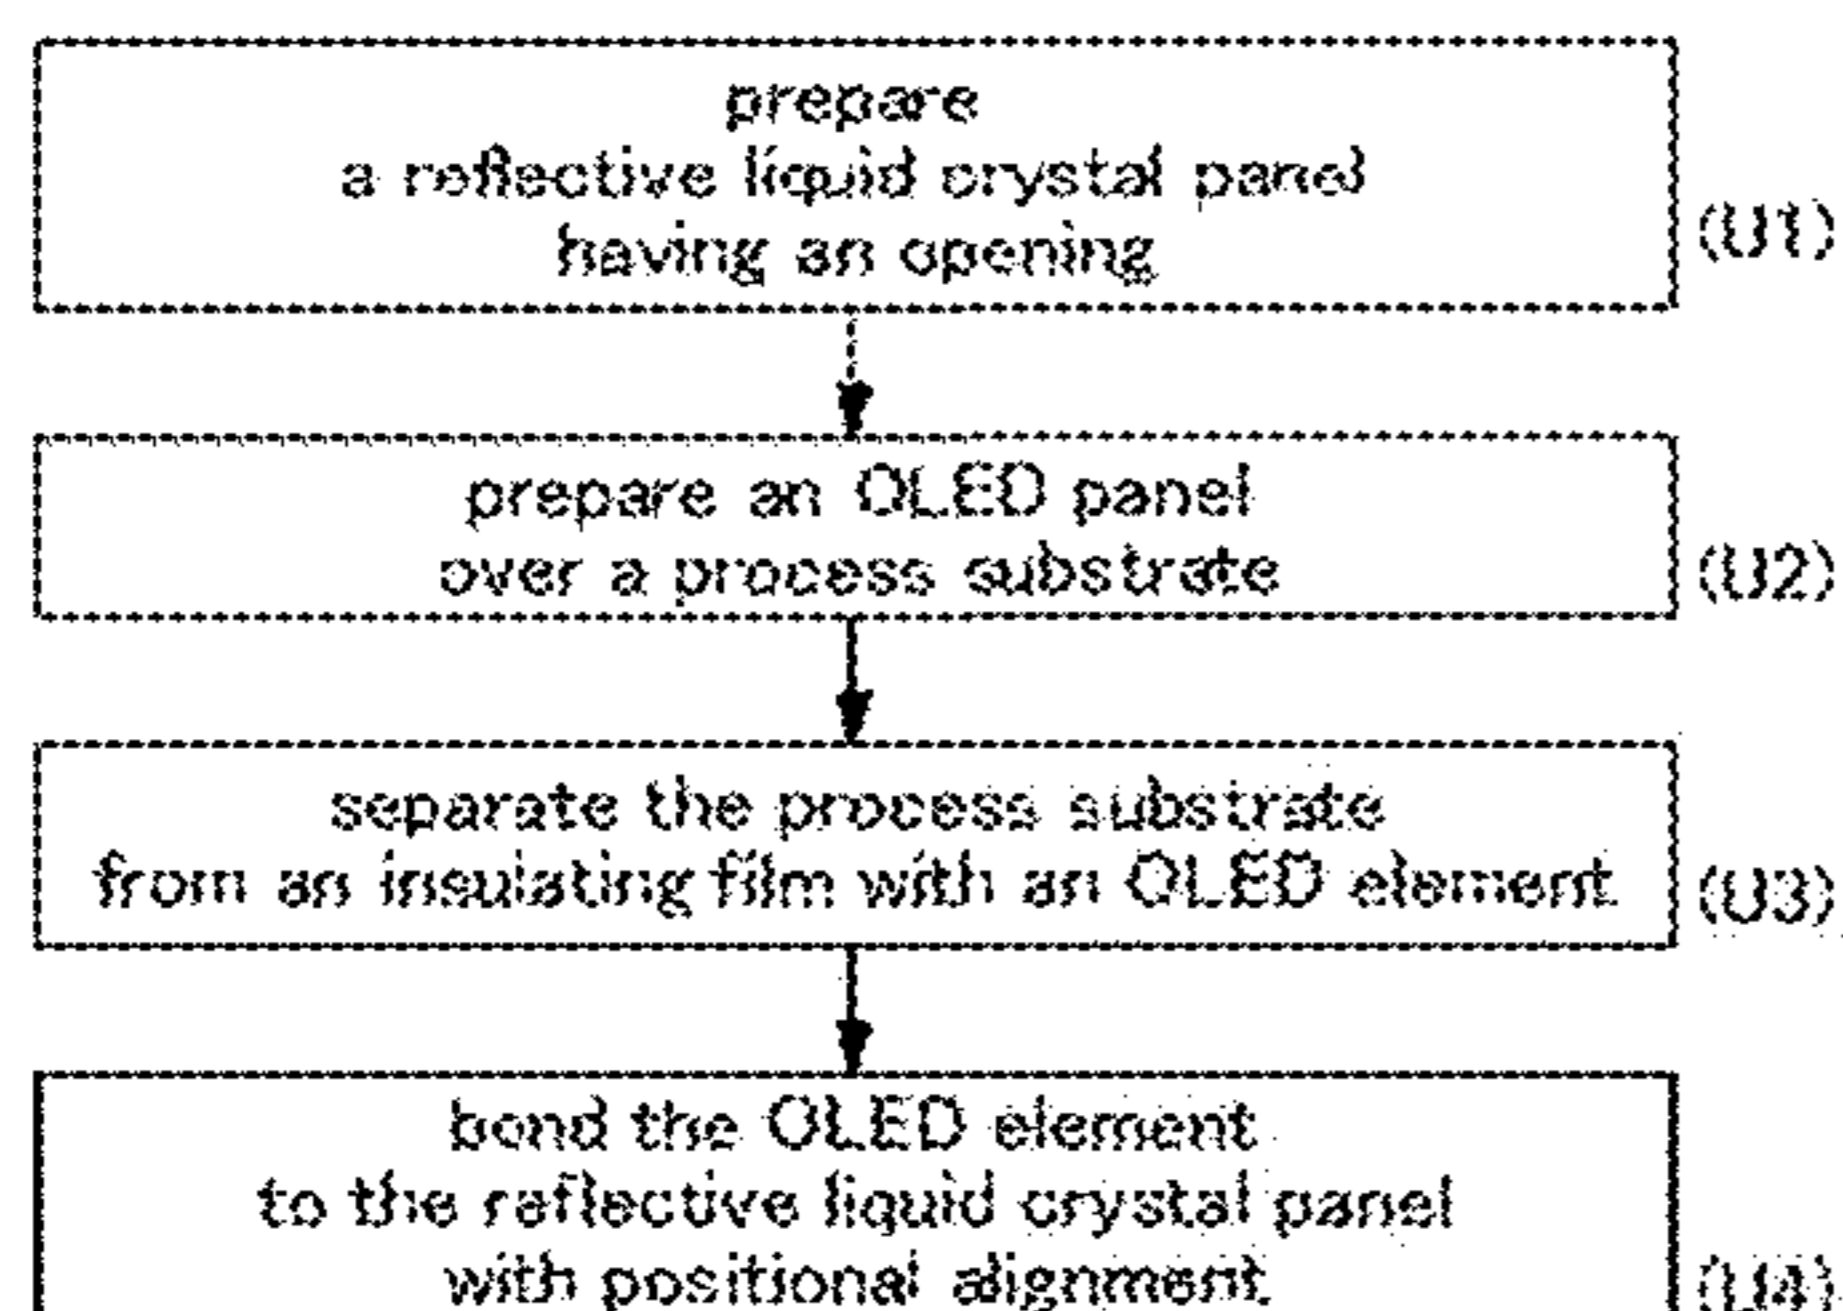 prepare
a reflective liquid crystal panel
having an opening
(U1)
prepare an OLED panel
over a process substrate
(U2)
separate the process substrate
from an insulating film with an OLED element
(U3)
bond the OLED element
to the reflective liquid crystal panel
with positional alignment
(U4)